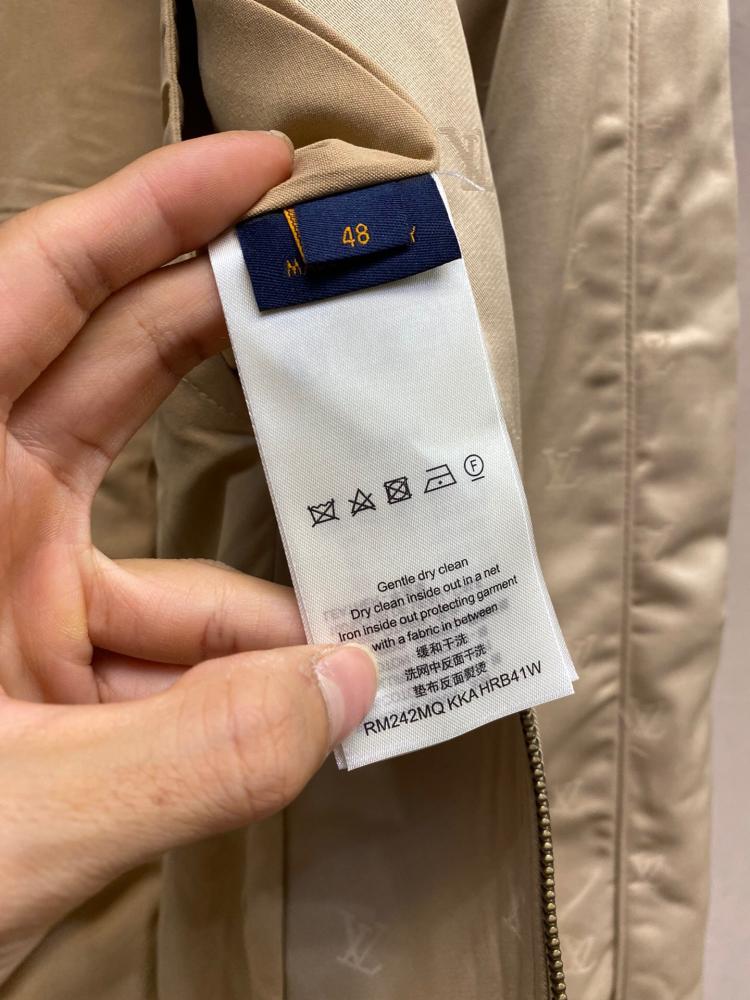 LV
48
F
Gentle dry clean
Dry clean inside out in a net
Iron inside out protecting garment
with a fabric in between
缓和干洗
洗网中反面干洗
垫布反面熨烫
RM242MQ KKA HRB41W
LV